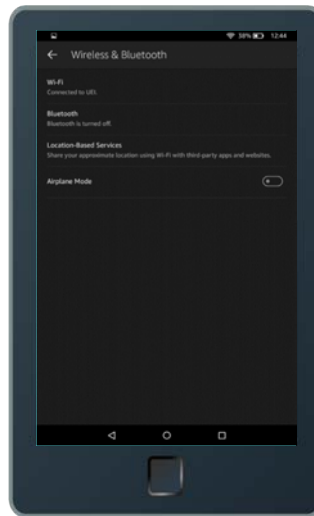 38% 12:44
Wireless & Bluetooth
Wi-Fi
Connected to UEI.
Bluetooth
Bluetooth is turned off.
Location-Based Services
Share your approximate location using Wi-Fi with third-party apps and websites.
Airplane Mode